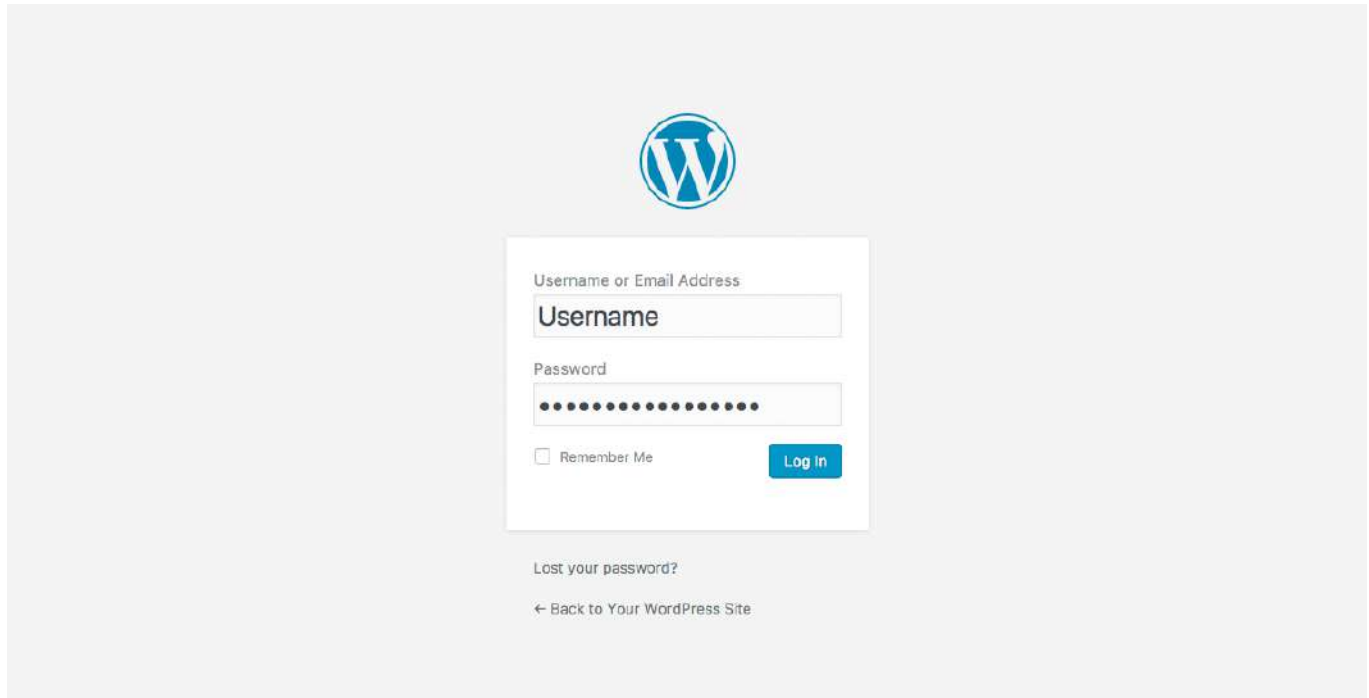 Username or Email Address
Username
Password
•••••••••••••••••
Remember Me
Log In
Lost your password?
← Back to Your WordPress Site